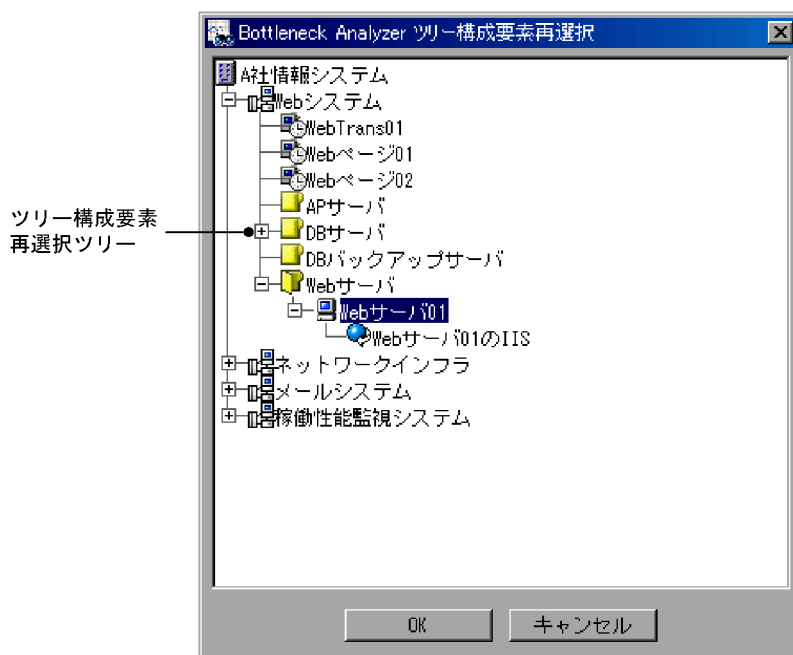 Bottleneck Analyzer ツリー構成要素再選択
A社情報システム
Webシステム
WebTrans01
Webページ01
Webページ02
APサーバ
DBサーバ
DBバックアップサーバ
Webサーバ
Webサーバ01
Webサーバ01のIIS
ネットワークインフラ
メールシステム
稼働性能監視システム
ツリー構成要素
再選択ツリー
OK
キャンセル